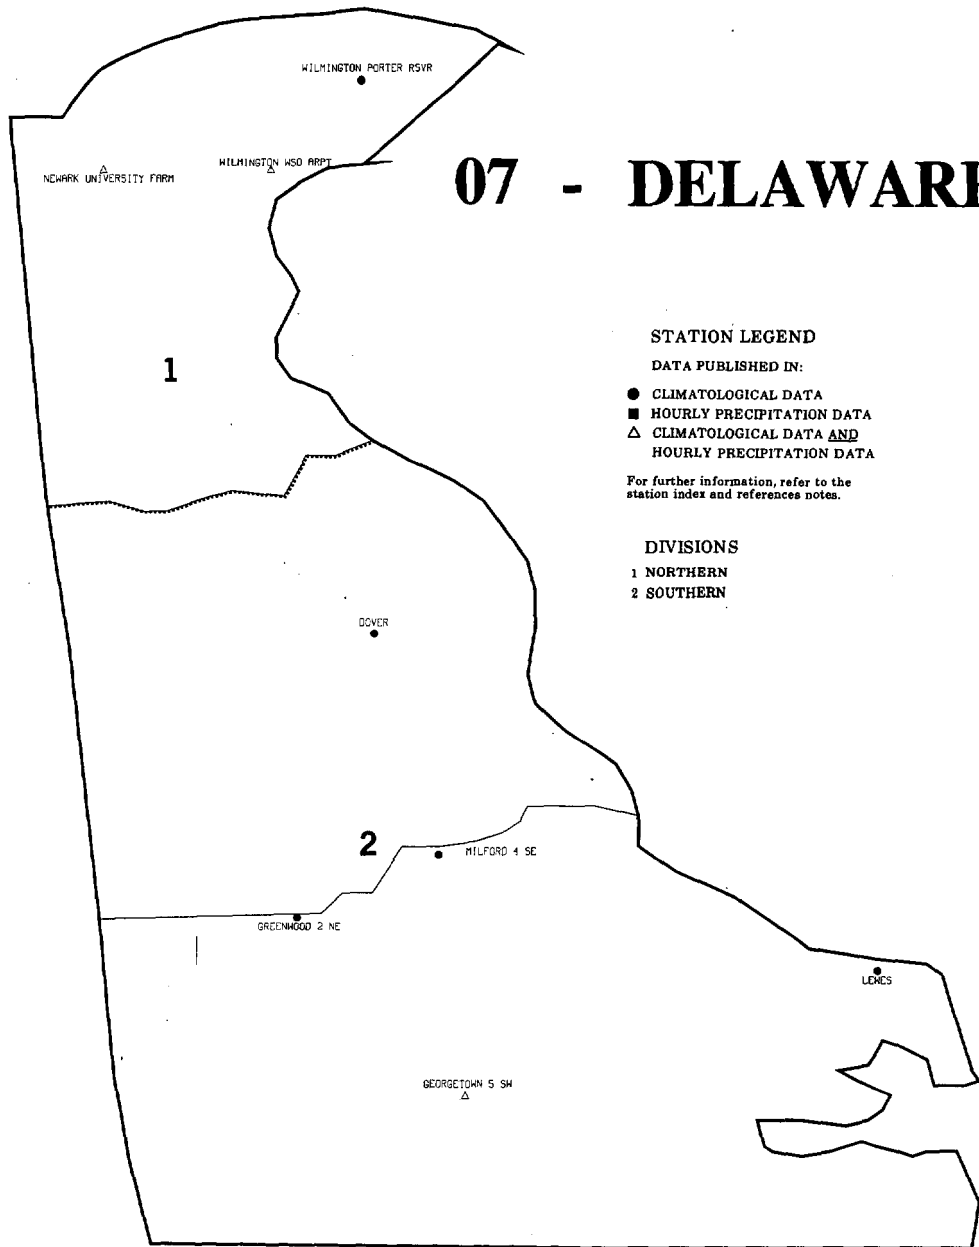 WILMINGTON PORTER RSVR
NEWARK UNIVERSITY FARM
WILMINGTON WSO ARPT
07 - DELAWARE
STATION LEGEND
DATA PUBLISHED IN:
● CLIMATOLOGICAL DATA
■ HOURLY PRECIPITATION DATA
△ CLIMATOLOGICAL DATA AND
HOURLY PRECIPITATION DATA
For further information, refer to the
station index and references notes.
DIVISIONS
1 NORTHERN
2 SOUTHERN
1
DOVER
2
MILFORD 4 SE
GREENWOOD 2 NE
LEWES
GEORGETOWN 5 SW